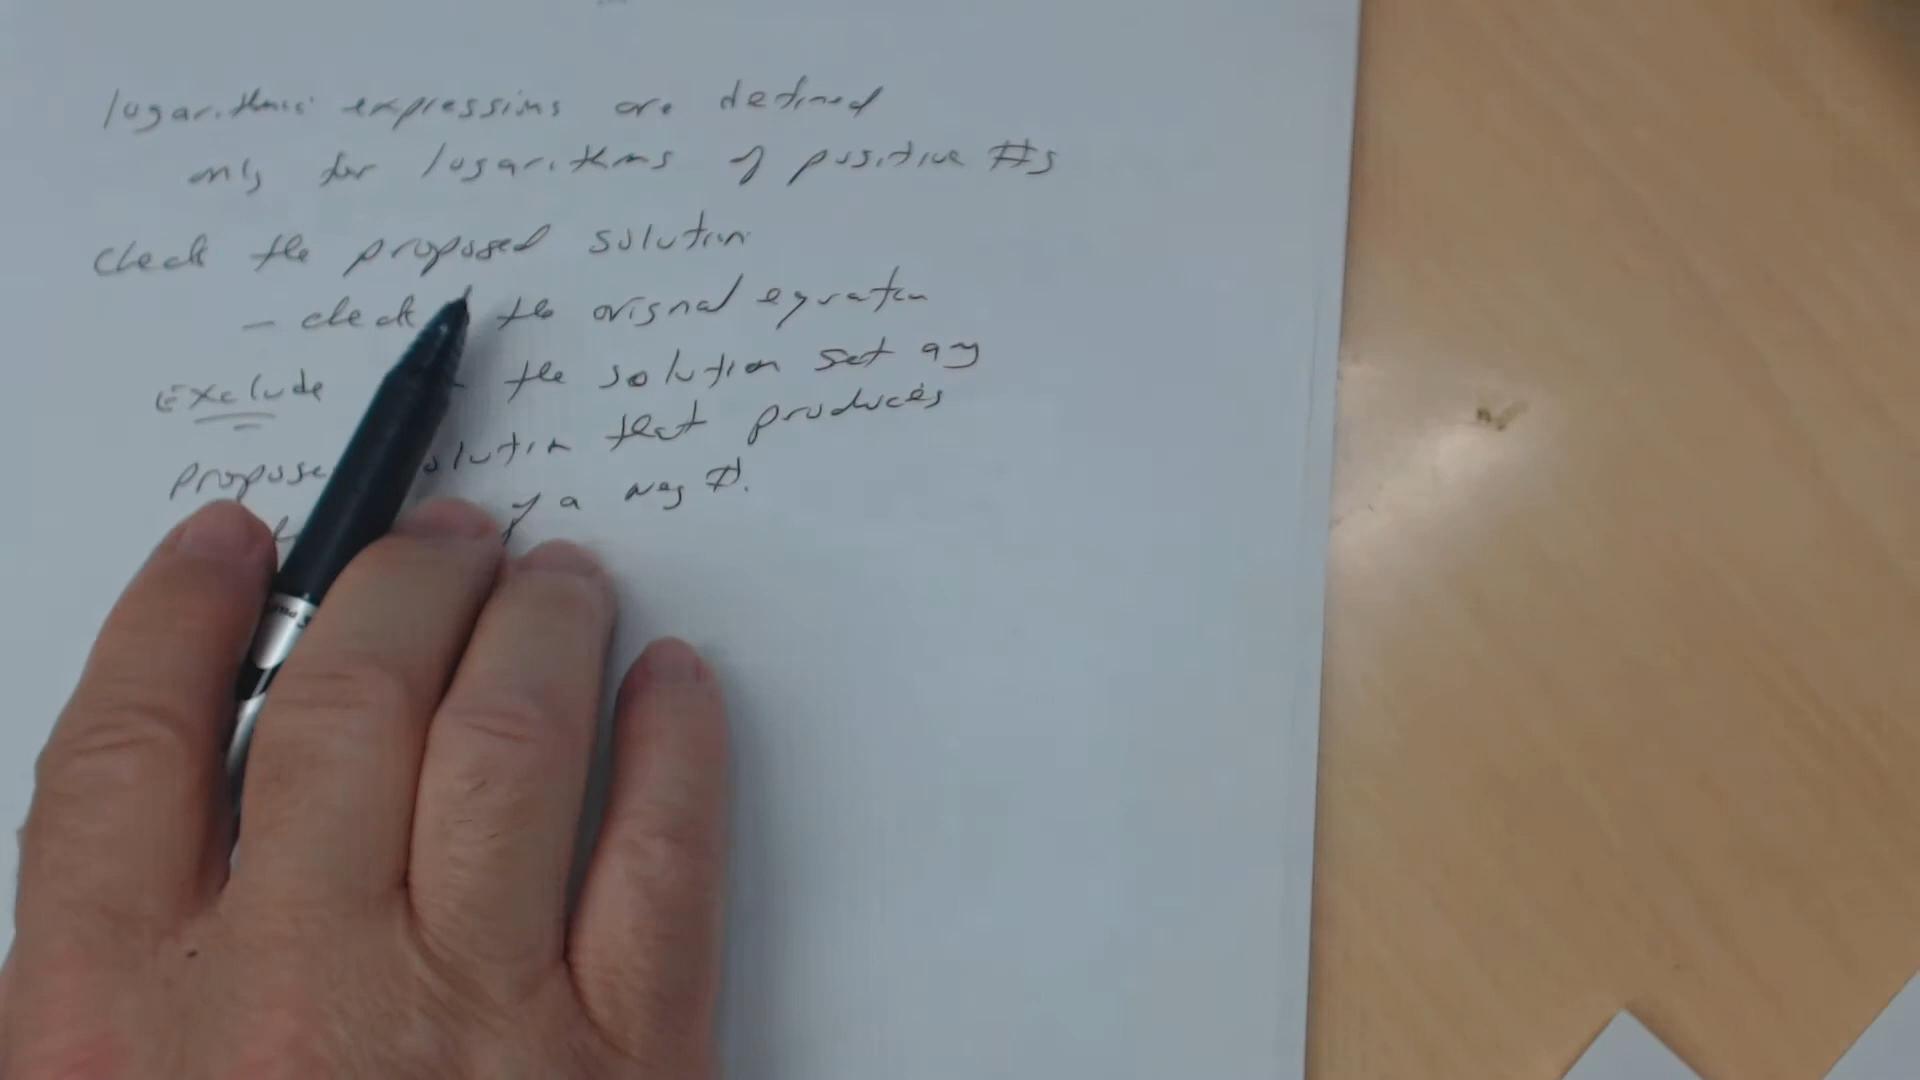 logarithmic expressions are defined
only for logarithms of positive #s
check the proposed solution
- check the original equation
Exclude the solution set any
propose solution that produces
of a neg #.